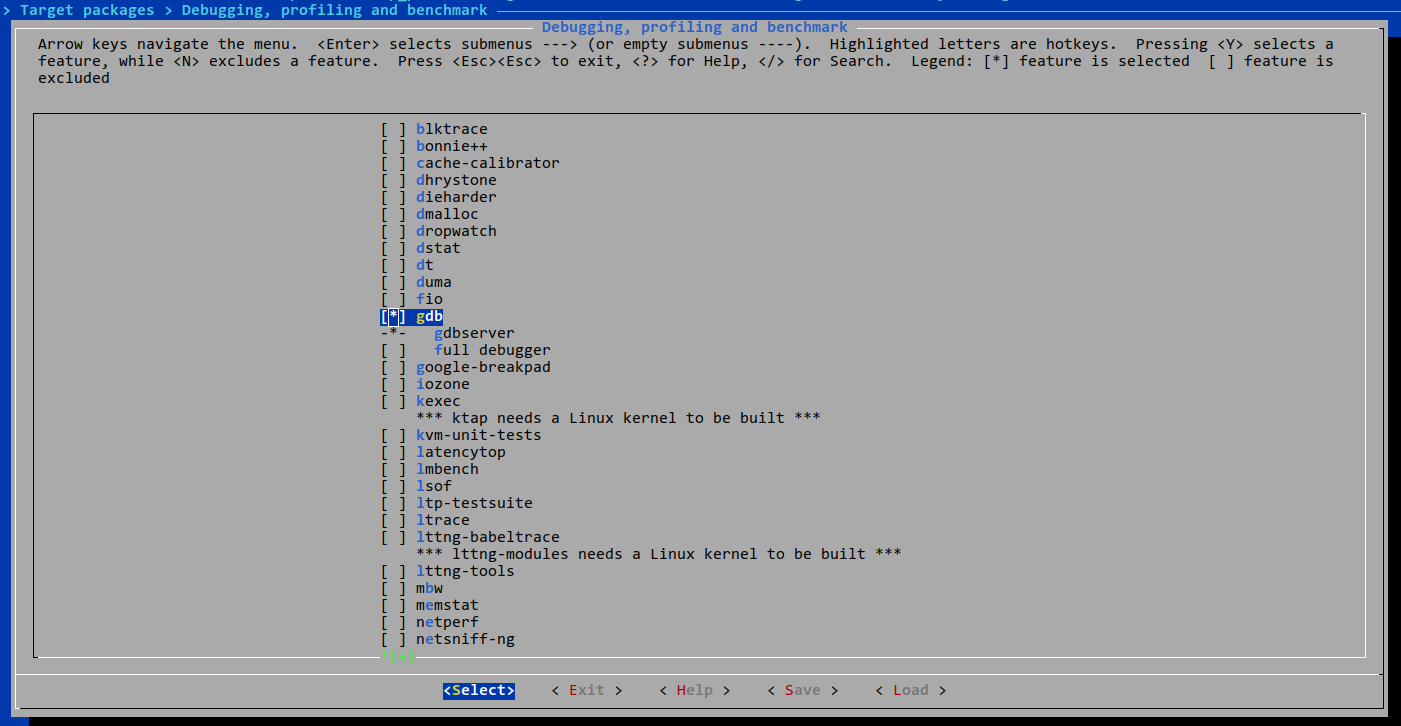 > Target packages > Debugging, profiling and benchmark
Debugging, profiling and benchmark
Arrow keys navigate the menu.  <Enter> selects submenus ---> (or empty submenus ----).  Highlighted letters are hotkeys.  Pressing <Y> selects a
feature, while <N> excludes a feature.  Press <Esc><Esc> to exit, <?> for Help, </> for Search.  Legend: [*] feature is selected  [ ] feature is
excluded
[ ] blktrace
[ ] bonnie++
[ ] cache-calibrator
[ ] dhrystone
[ ] dieharder
[ ] dmalloc
[ ] dropwatch
[ ] dstat
[ ] dt
[ ] duma
[ ] fio
[*] gdb
-*-   gdbserver
[ ]   full debugger
[ ] google-breakpad
[ ] iozone
[ ] kexec
*** ktap needs a Linux kernel to be built ***
[ ] kvm-unit-tests
[ ] latencytop
[ ] lmbench
[ ] lsof
[ ] ltp-testsuite
[ ] ltrace
[ ] lttng-babeltrace
*** lttng-modules needs a Linux kernel to be built ***
[ ] lttng-tools
[ ] mbw
[ ] memstat
[ ] netperf
[ ] netsniff-ng
(+)
<Select>    < Exit >    < Help >    < Save >    < Load >